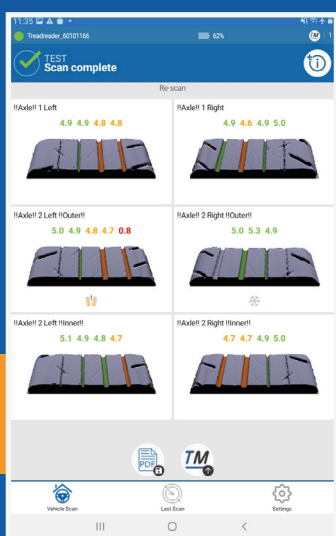 11:35
Treadreader_60101166
62%
TM : 1
TEST
Scan complete
Re-scan
!!Axle!! 1 Left
4.9 4.9 4.8 4.8
!!Axle!! 1 Right
4.9 4.6 4.9 5.0
!!Axle!! 2 Left !!Outer!!
5.0 4.9 4.8 4.7 0.8
!!Axle!! 2 Right !!Outer!!
5.0 5.3 4.9
!!Axle!! 2 Left !!Inner!!
5.1 4.9 4.8 4.7
!!Axle!! 2 Right !!Inner!!
4.7 4.7 4.9 5.0
PDF
TM
Vehicle Scan
Last Scan
Settings